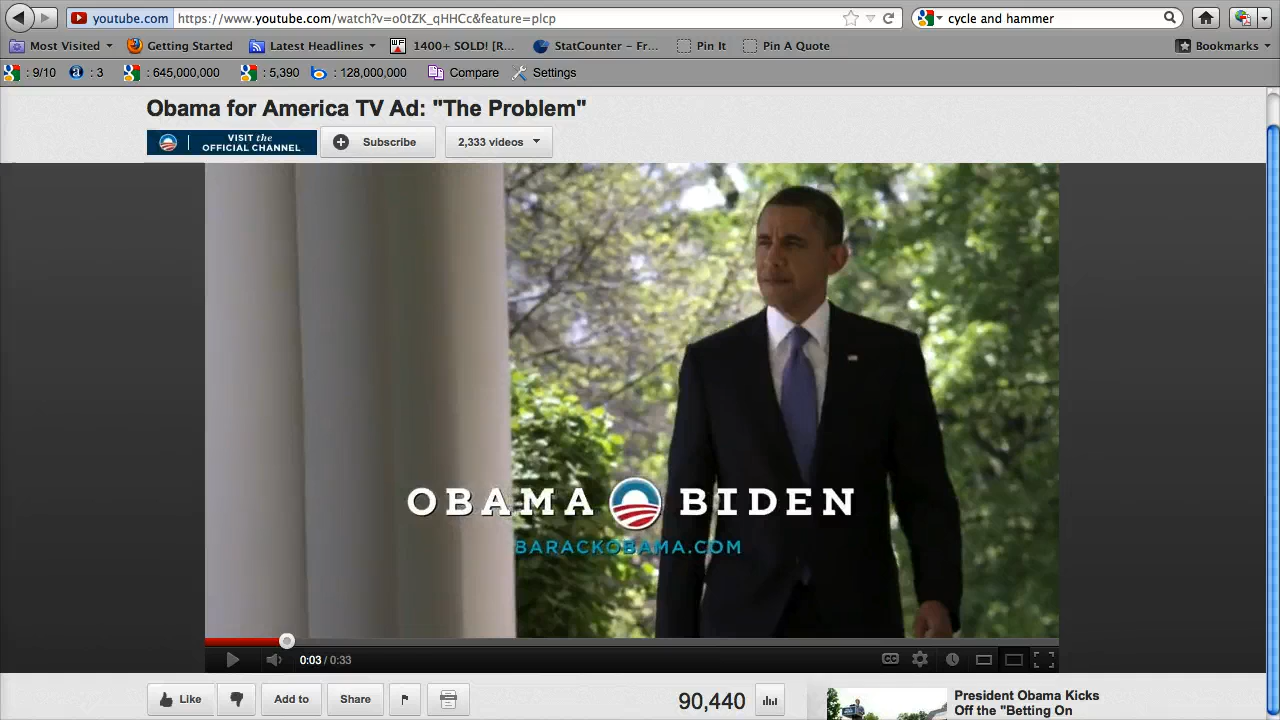 youtube.com https://www.youtube.com/watch?v=o0tZK_qHHCc&feature=plcp cycle and hammer
Most Visited Getting Started Latest Headlines 1400+ SOLD! [R... StatCounter – Fr... Pin It Pin A Quote Bookmarks
: 9/10 : 3 : 645,000,000 : 5,390 : 128,000,000 Compare Settings
Obama for America TV Ad: "The Problem"
VISIT the
OFFICIAL CHANNEL
Subscribe 2,333 videos
OBAMA BIDEN
BARACKOBAMA.COM
0:03 / 0:33 CC
Like Add to Share 90,440
President Obama Kicks
Off the "Betting On